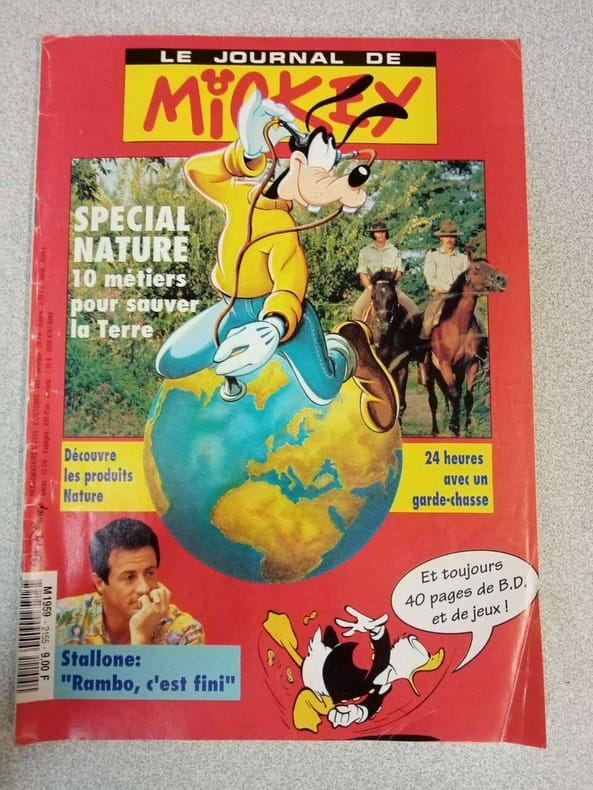 LE JOURNAL DE
MiCKEY
SPECIAL
NATURE
10 métiers
pour sauver
la Terre
Découvre
les produits
Nature
24 heures
avec un
garde-chasse
Et toujours
40 pages de B.D.
et de jeux !
Stallone:
"Rambo, c'est fini"
M1959 - 2155 - 9,00 F